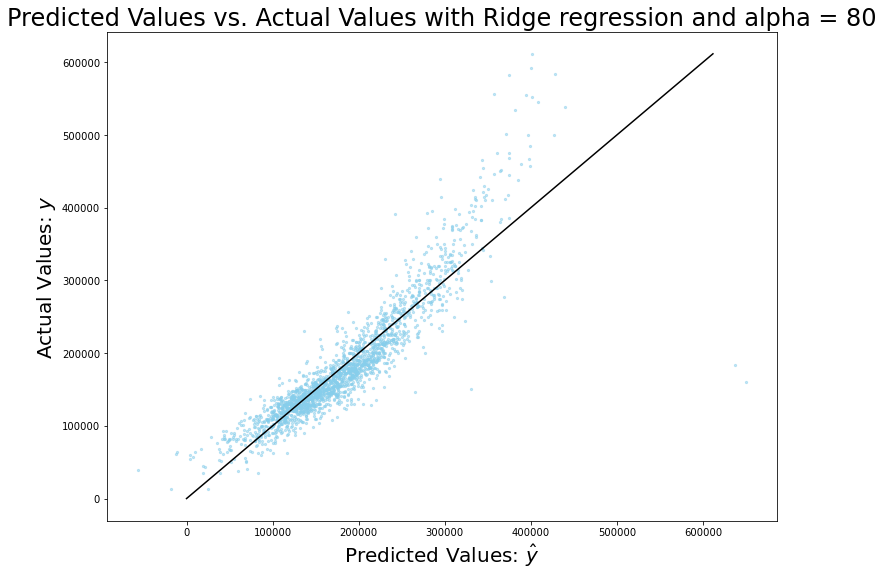 Predicted Values vs. Actual Values with Ridge regression and alpha = 80
600000
500000
400000
300000
200000
100000
0
Actual Values: y
0 100000 200000 300000 400000 500000 600000
Predicted Values: ŷ